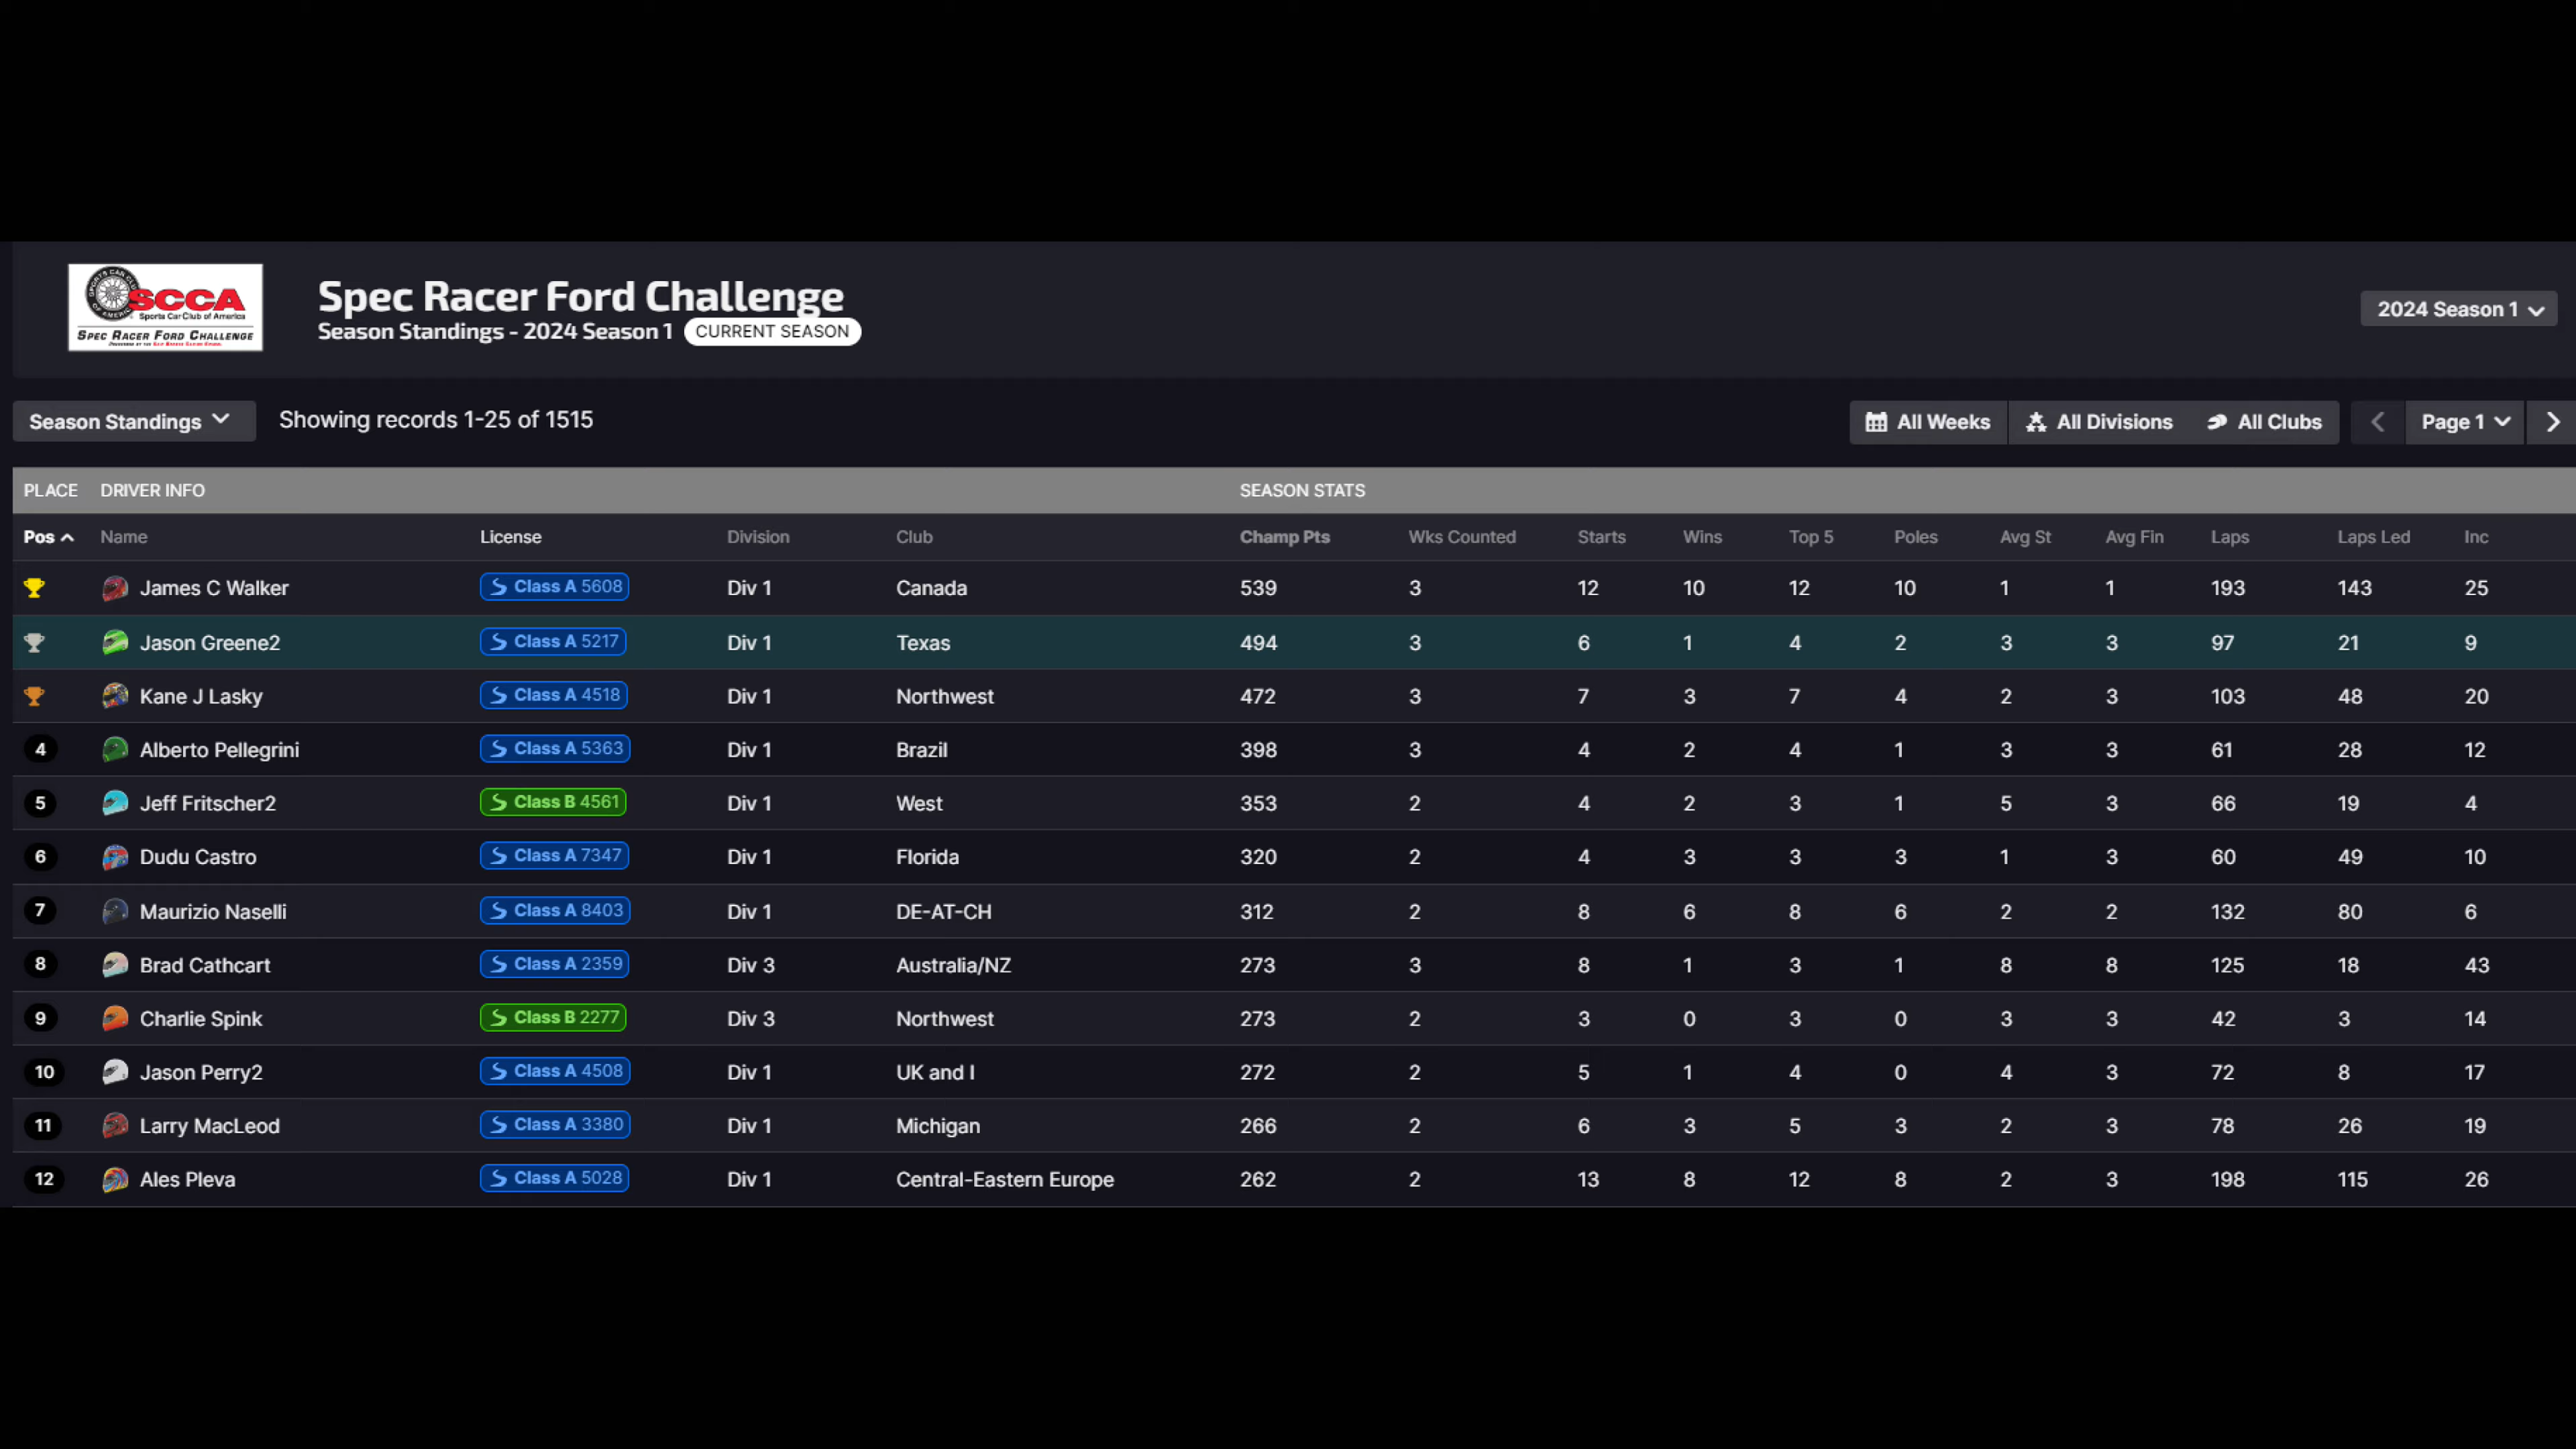 SCCA
Sports Car Club of America
SPEC RACER FORD CHALLENGE
Spec Racer Ford Challenge
Season Standings - 2024 Season 1 CURRENT SEASON
2024 Season 1
Season Standings Showing records 1-25 of 1515 All Weeks All Divisions All Clubs Page 1
PLACE DRIVER INFO SEASON STATS
Pos Name License Division Club Champ Pts Wks Counted Starts Wins Top 5 Poles Avg St Avg Fin Laps Laps Led Inc
James C Walker Class A 5608 Div 1 Canada 539 3 12 10 12 10 1 1 193 143 25
Jason Greene2 Class A 5217 Div 1 Texas 494 3 6 1 4 2 3 3 97 21 9
Kane J Lasky Class A 4518 Div 1 Northwest 472 3 7 3 7 4 2 3 103 48 20
4 Alberto Pellegrini Class A 5363 Div 1 Brazil 398 3 4 2 4 1 3 3 61 28 12
5 Jeff Fritscher2 Class B 4561 Div 1 West 353 2 4 2 3 1 5 3 66 19 4
6 Dudu Castro Class A 7347 Div 1 Florida 320 2 4 3 3 3 1 3 60 49 10
7 Maurizio Naselli Class A 8403 Div 1 DE-AT-CH 312 2 8 6 8 6 2 2 132 80 6
8 Brad Cathcart Class A 2359 Div 3 Australia/NZ 273 3 8 1 3 1 8 8 125 18 43
9 Charlie Spink Class B 2277 Div 3 Northwest 273 2 3 0 3 0 3 3 42 3 14
10 Jason Perry2 Class A 4508 Div 1 UK and I 272 2 5 1 4 0 4 3 72 8 17
11 Larry MacLeod Class A 3380 Div 1 Michigan 266 2 6 3 5 3 2 3 78 26 19
12 Ales Pleva Class A 5028 Div 1 Central-Eastern Europe 262 2 13 8 12 8 2 3 198 115 26